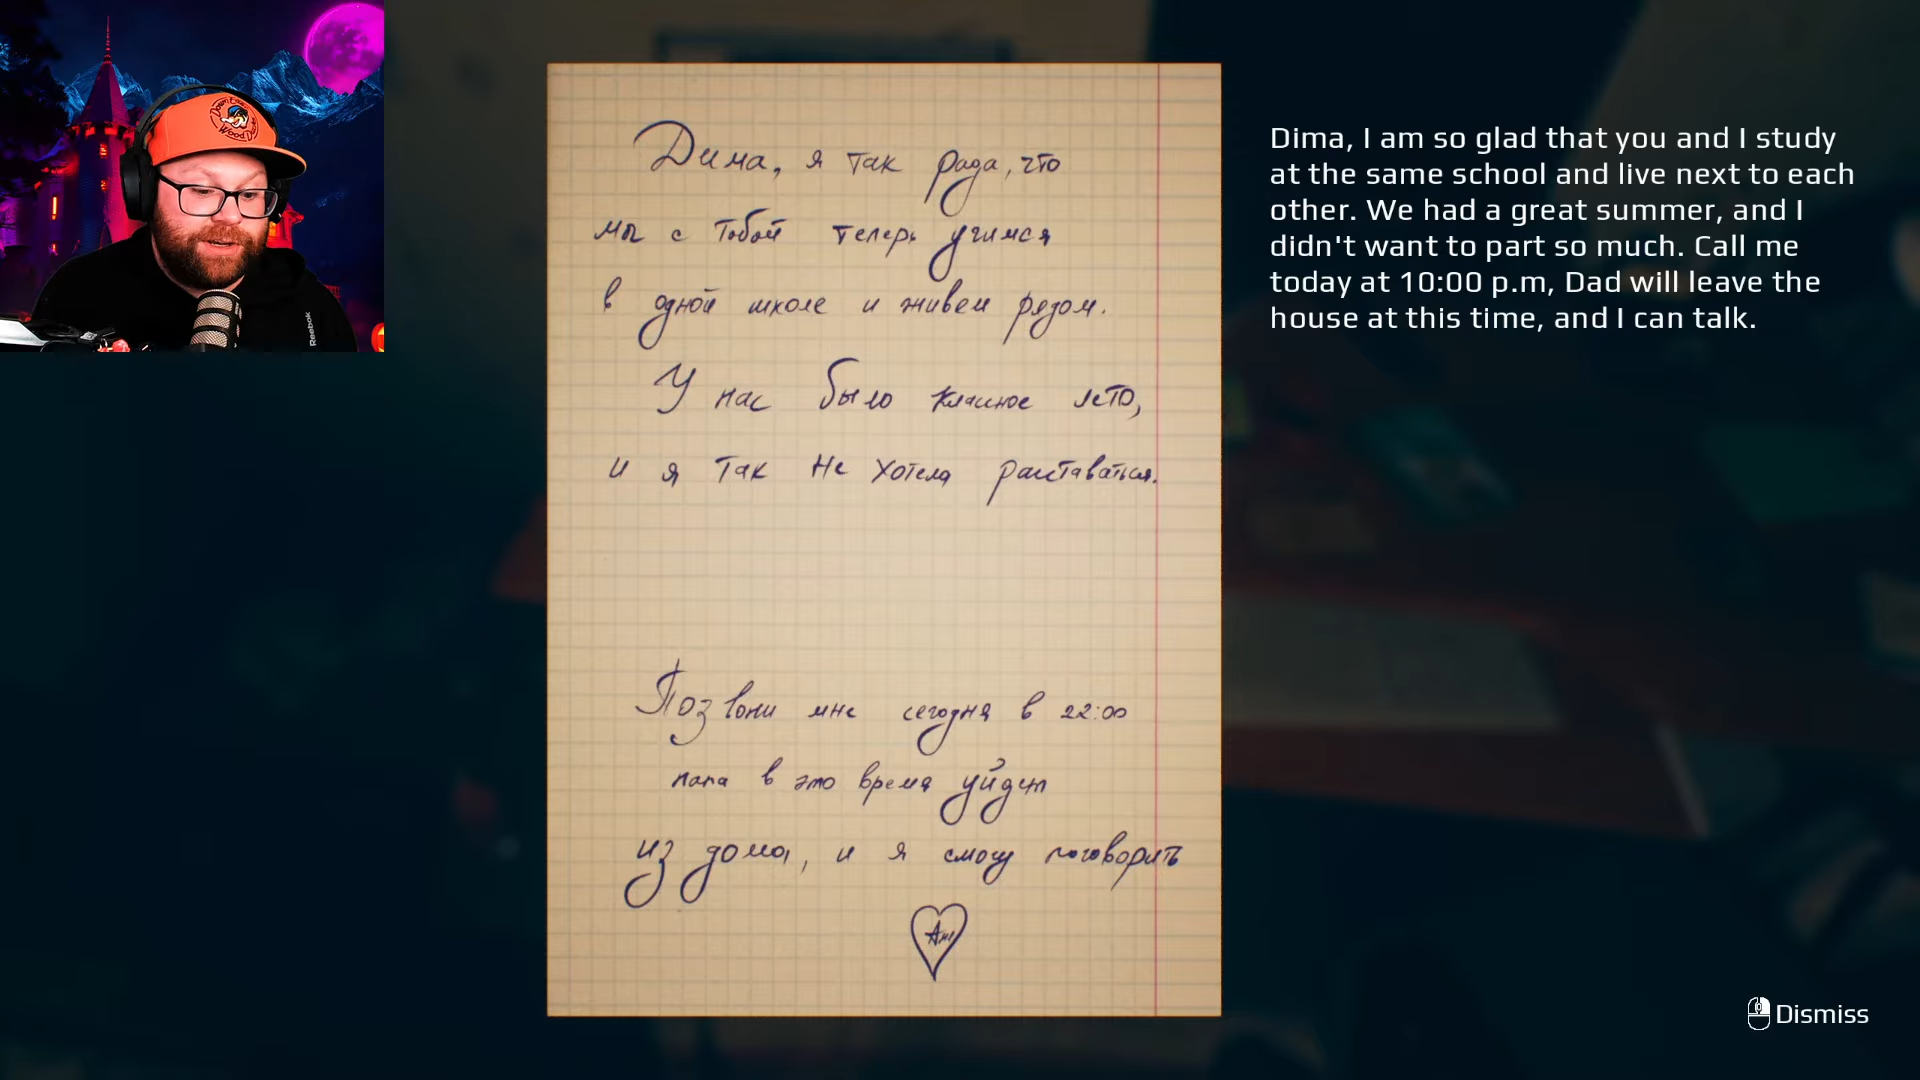 Дима, я так рада, что
мы с тобой теперь учимся
в одной школе и живем рядом.
У нас было классное лето,
и я так не хотела расставаться.
Позвони мне сегодня в 22:00
папа в это время уйдет
из дома, и я смогу поговорить
Dima, I am so glad that you and I study
at the same school and live next to each
other. We had a great summer, and I
didn't want to part so much. Call me
today at 10:00 p.m, Dad will leave the
house at this time, and I can talk.
Dismiss
Reebok